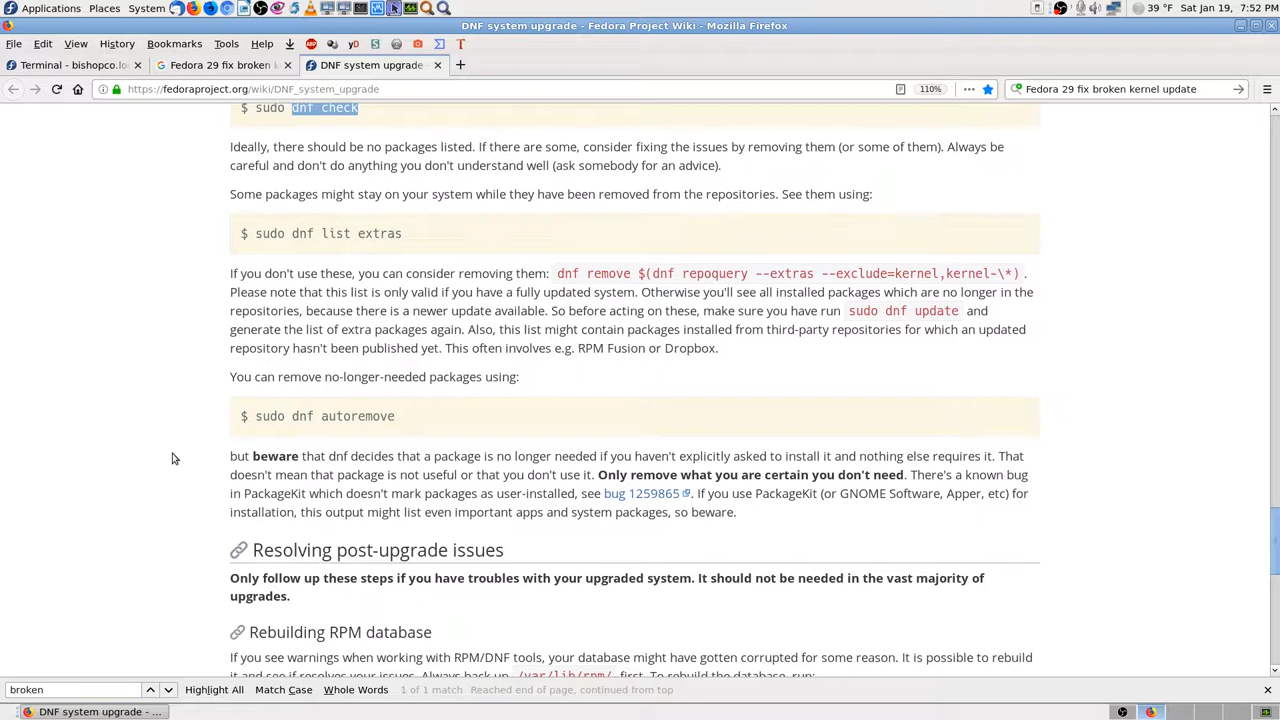 Applications Places System 39 °F Sat Jan 19, 7:52 PM
DNF system upgrade - Fedora Project Wiki - Mozilla Firefox
File Edit View History Bookmarks Tools Help
Terminal - bishopco.lo Fedora 29 fix broken k DNF system upgrade
https://fedoraproject.org/wiki/DNF_system_upgrade 110% Fedora 29 fix broken kernel update
$ sudo dnf check
Ideally, there should be no packages listed. If there are some, consider fixing the issues by removing them (or some of them). Always be
careful and don't do anything you don't understand well (ask somebody for an advice).
Some packages might stay on your system while they have been removed from the repositories. See them using:
$ sudo dnf list extras
If you don't use these, you can consider removing them: dnf remove $(dnf repoquery --extras --exclude=kernel,kernel-\*) .
Please note that this list is only valid if you have a fully updated system. Otherwise you'll see all installed packages which are no longer in the
repositories, because there is a newer update available. So before acting on these, make sure you have run sudo dnf update and
generate the list of extra packages again. Also, this list might contain packages installed from third-party repositories for which an updated
repository hasn't been published yet. This often involves e.g. RPM Fusion or Dropbox.
You can remove no-longer-needed packages using:
$ sudo dnf autoremove
but beware that dnf decides that a package is no longer needed if you haven't explicitly asked to install it and nothing else requires it. That
doesn't mean that package is not useful or that you don't use it. Only remove what you are certain you don't need. There's a known bug
in PackageKit which doesn't mark packages as user-installed, see bug 1259865. If you use PackageKit (or GNOME Software, Apper, etc) for
installation, this output might list even important apps and system packages, so beware.
Resolving post-upgrade issues
Only follow up these steps if you have troubles with your upgraded system. It should not be needed in the vast majority of
upgrades.
Rebuilding RPM database
If you see warnings when working with RPM/DNF tools, your database might have gotten corrupted for some reason. It is possible to rebuild
it and see if resolves your issues. Always back up /var/lib/rpm/ first. To rebuild the database, run:
broken Highlight All Match Case Whole Words 1 of 1 match Reached end of page, continued from top
DNF system upgrade - ...